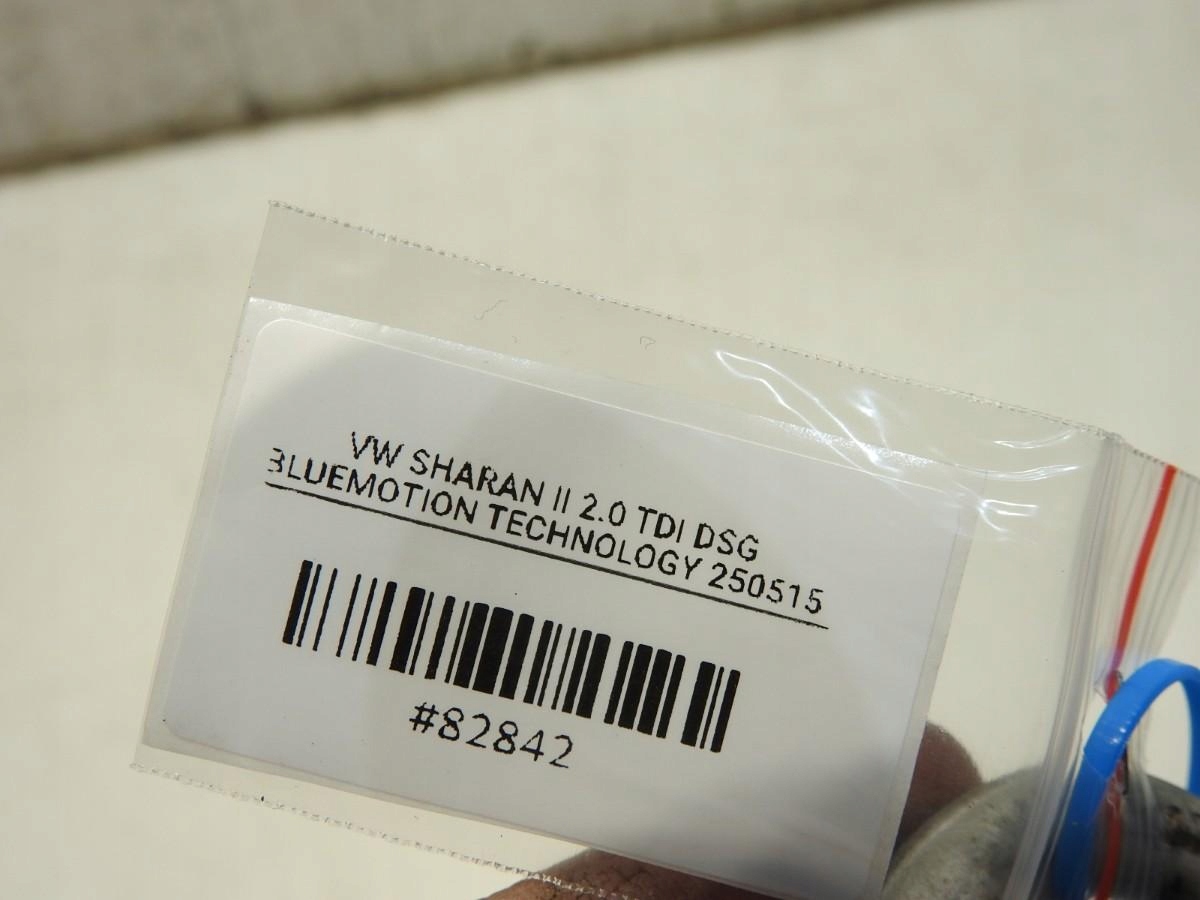 VW SHARAN II 2.0 TDI DSG
BLUEMOTION TECHNOLOGY 250515
#82842